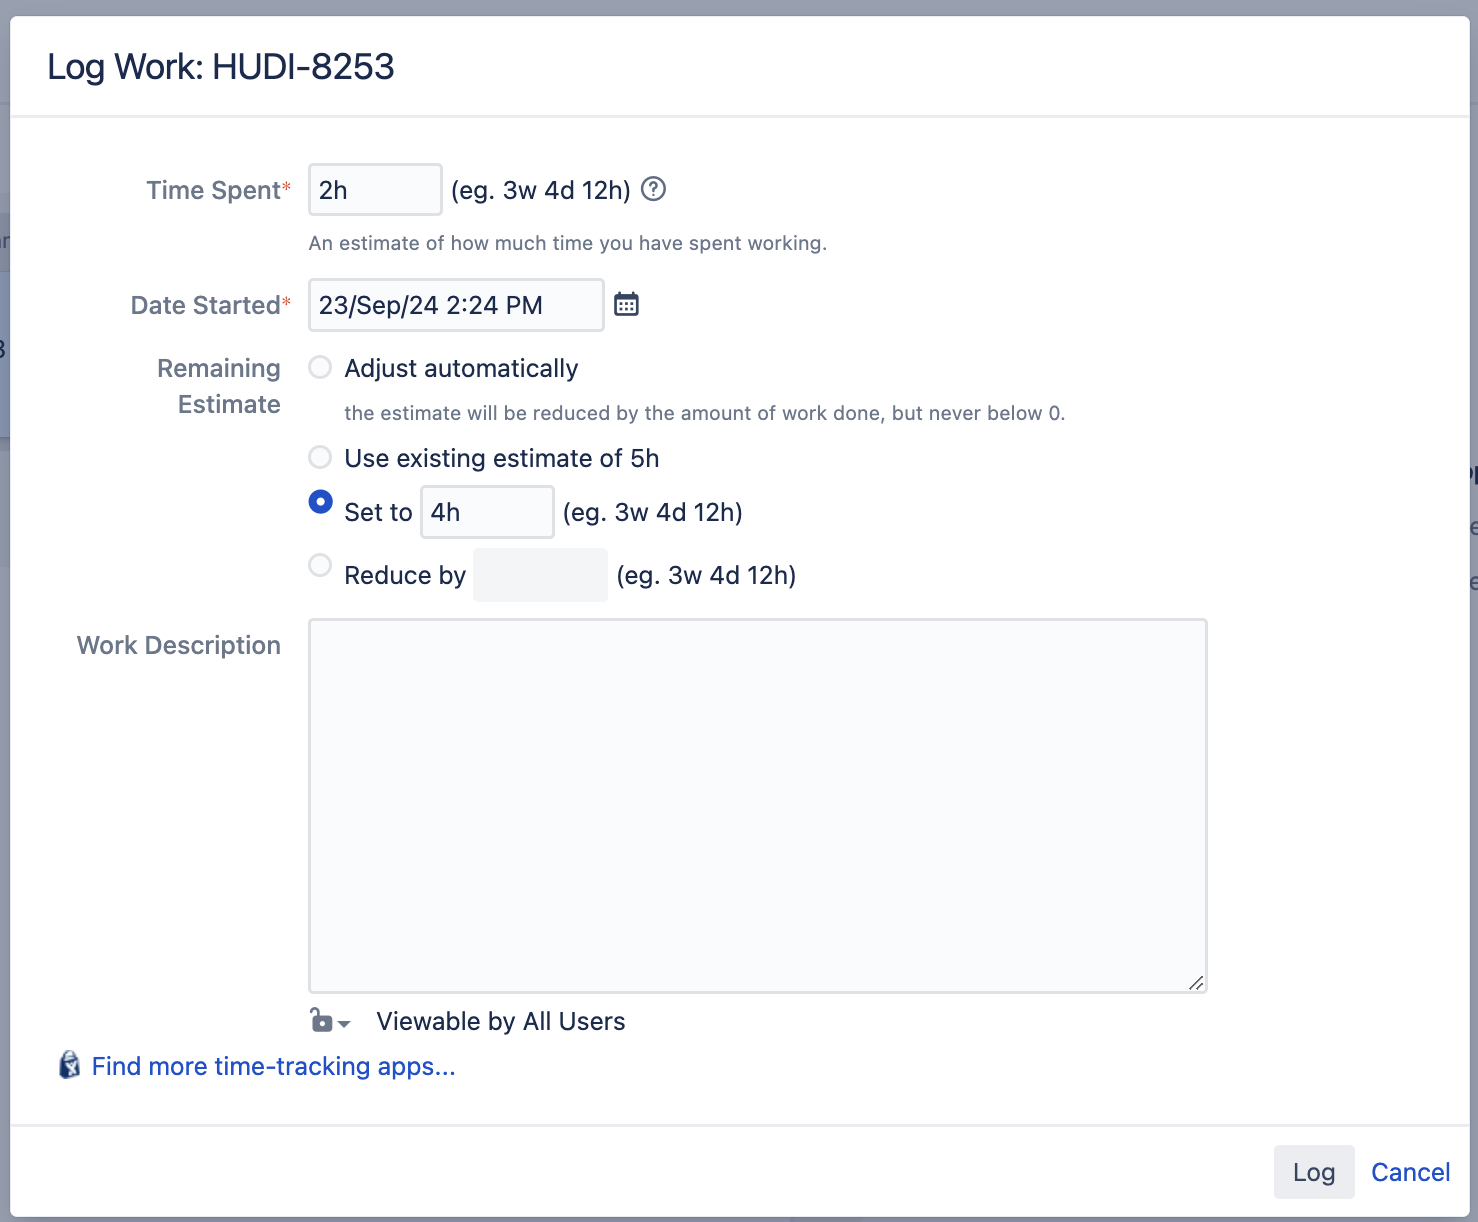 Log Work: HUDI-8253
Time Spent* 2h (eg. 3w 4d 12h)
An estimate of how much time you have spent working.
Date Started* 23/Sep/24 2:24 PM
Remaining Estimate
Adjust automatically
the estimate will be reduced by the amount of work done, but never below 0.
Use existing estimate of 5h
Set to 4h (eg. 3w 4d 12h)
Reduce by (eg. 3w 4d 12h)
Work Description
Viewable by All Users
Find more time-tracking apps...
Log Cancel